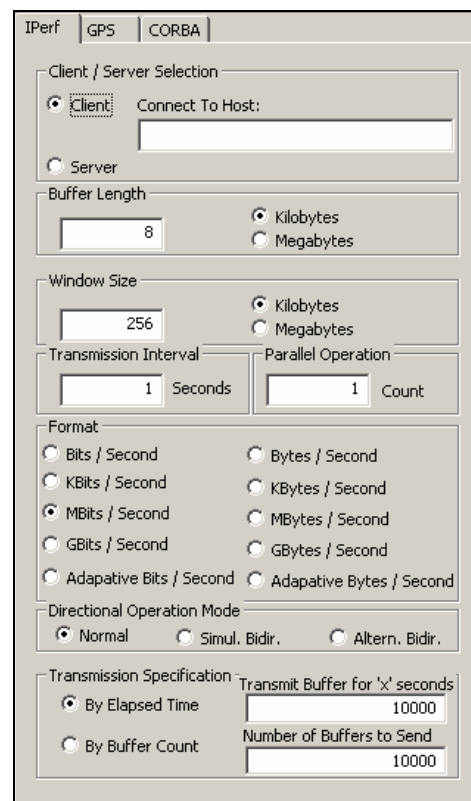 IPerf GPS CORBA
Client / Server Selection
Client Connect To Host:
Server
Buffer Length
8 Kilobytes
Megabytes
Window Size
256 Kilobytes
Megabytes
Transmission Interval Parallel Operation
1 Seconds 1 Count
Format
Bits / Second Bytes / Second
KBits / Second KBytes / Second
MBits / Second MBytes / Second
GBits / Second GBytes / Second
Adapative Bits / Second Adapative Bytes / Second
Directional Operation Mode
Normal Simul. Bidir. Altern. Bidir.
Transmission Specification Transmit Buffer for 'x' seconds
By Elapsed Time 10000
By Buffer Count Number of Buffers to Send
10000